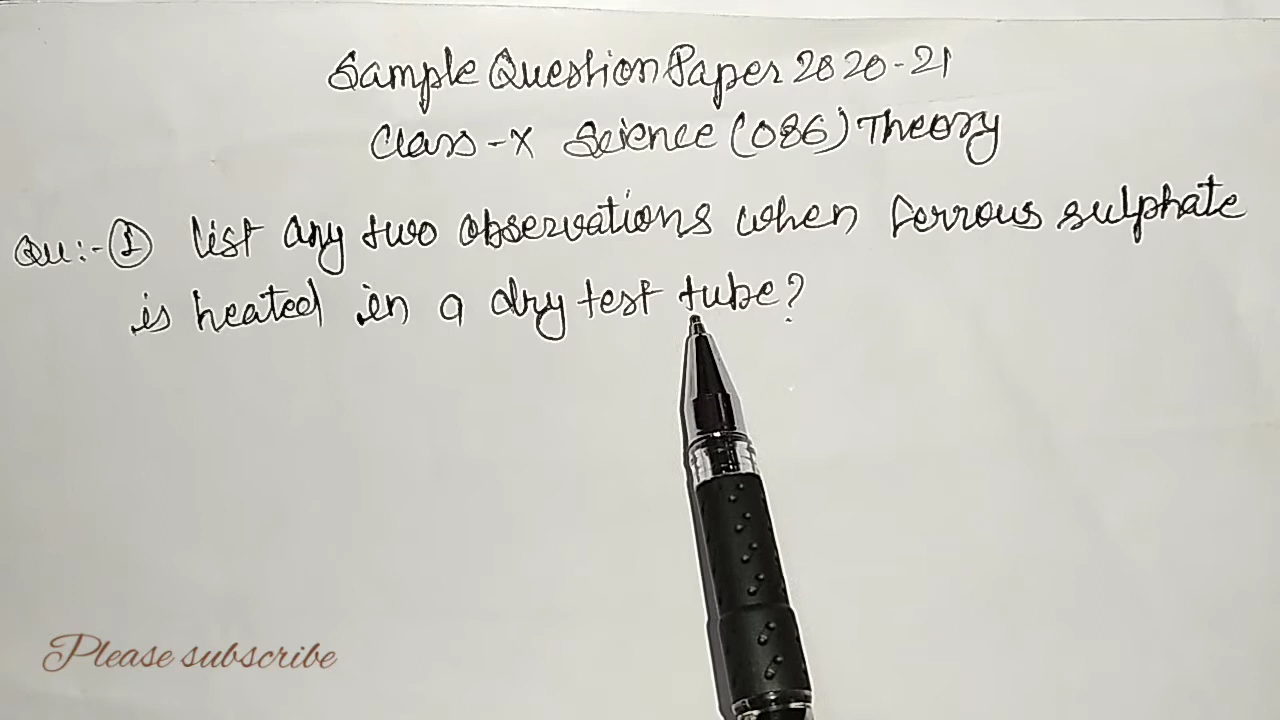 Sample Question Paper 2020-21
Class-X Science (086) Theory
Qu:-① List any two observations when ferrous sulphate
is heated in a dry test tube?
Please subscribe